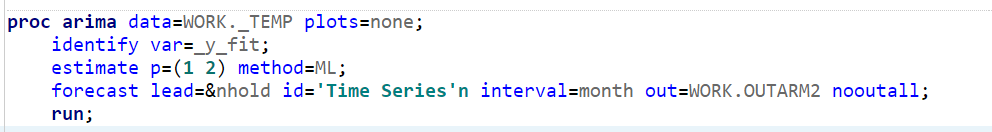 proc arima data=WORK._TEMP plots=none;
identify var=_y_fit;
estimate p=(1 2) method=ML;
forecast lead=&nhold id='Time Series'n interval=month out=WORK.OUTARM2 nooutall;
run;